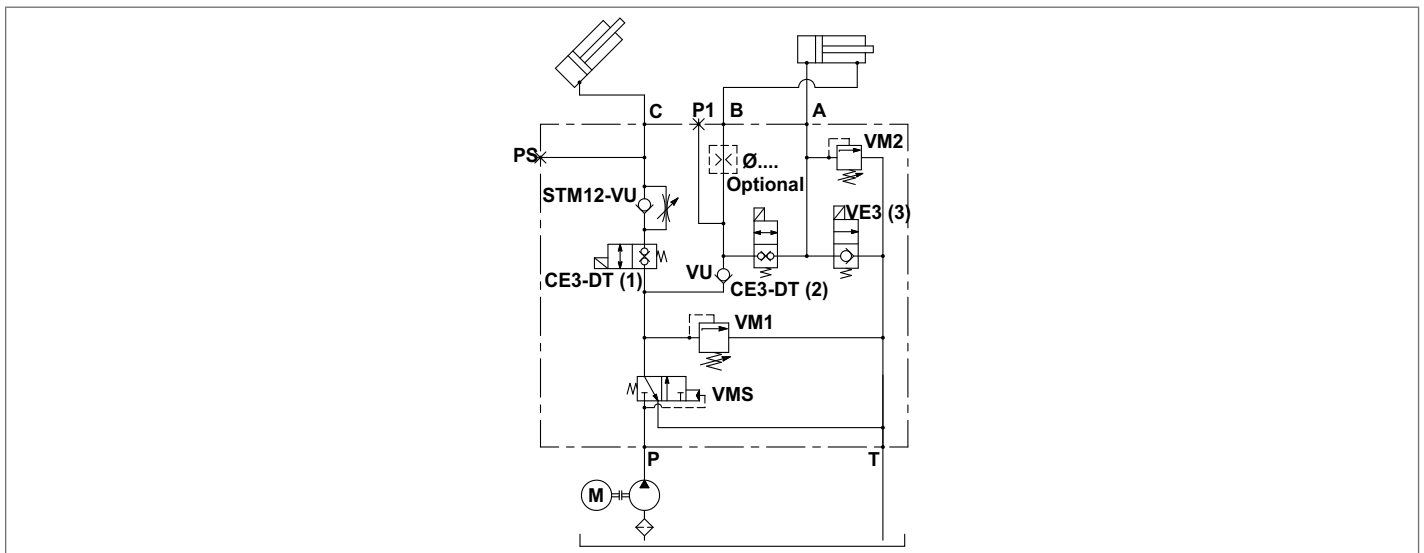 C
P1
B
A
VM2
PS
Ø....
Optional
STM12-VU
VE3 (3)
VU
CE3-DT (1)
CE3-DT (2)
VM1
VMS
P
T
M